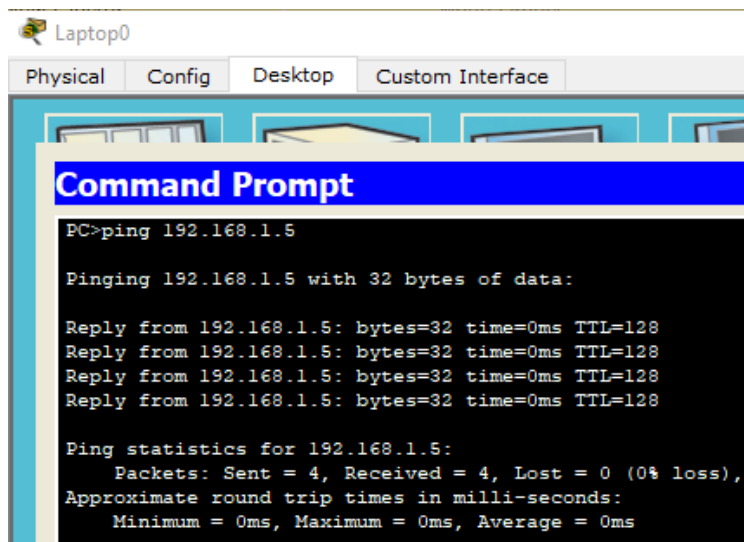 Laptop0
Physical Config Desktop Custom Interface
Command Prompt
PC>ping 192.168.1.5
Pinging 192.168.1.5 with 32 bytes of data:
Reply from 192.168.1.5: bytes=32 time=0ms TTL=128
Reply from 192.168.1.5: bytes=32 time=0ms TTL=128
Reply from 192.168.1.5: bytes=32 time=0ms TTL=128
Reply from 192.168.1.5: bytes=32 time=0ms TTL=128
Ping statistics for 192.168.1.5:
Packets: Sent = 4, Received = 4, Lost = 0 (0% loss),
Approximate round trip times in milli-seconds:
Minimum = 0ms, Maximum = 0ms, Average = 0ms